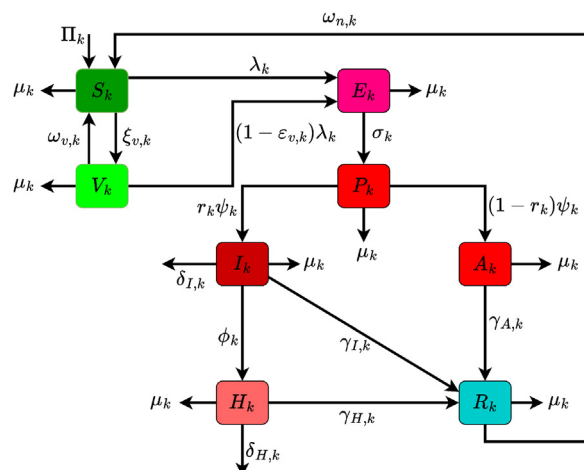 Π_k ω_{n,k}
μ_k S_k λ_k E_k μ_k
ω_{v,k} ξ_{v,k} (1 − ε_{v,k})λ_k σ_k
μ_k V_k P_k
r_kψ_k μ_k (1 − r_k)ψ_k
I_k μ_k A_k μ_k
δ_{I,k}
ϕ_k γ_{I,k} γ_{A,k}
μ_k H_k R_k μ_k
γ_{H,k}
δ_{H,k}